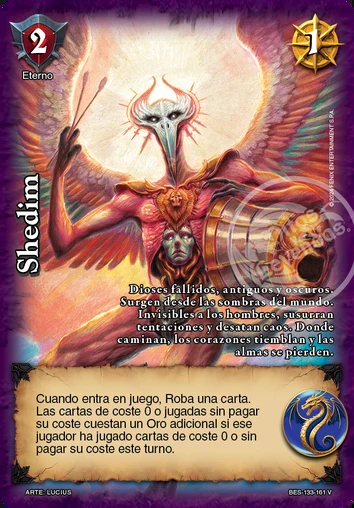 2
1
Eterno
Shedim
Dioses fallidos, antiguos y oscuros.
Surgen desde las sombras del mundo.
Invisibles a los hombres, susurran
tentaciones y desatan caos. Donde
caminan, los corazones tiemblan y las
almas se pierden.
Cuando entra en juego, Roba una carta.
Las cartas de coste 0 o jugadas sin pagar
su coste cuestan un Oro adicional si ese
jugador ha jugado cartas de coste 0 o sin
pagar su coste este turno.
ARTE: LUCIUS
BES-133-161 V